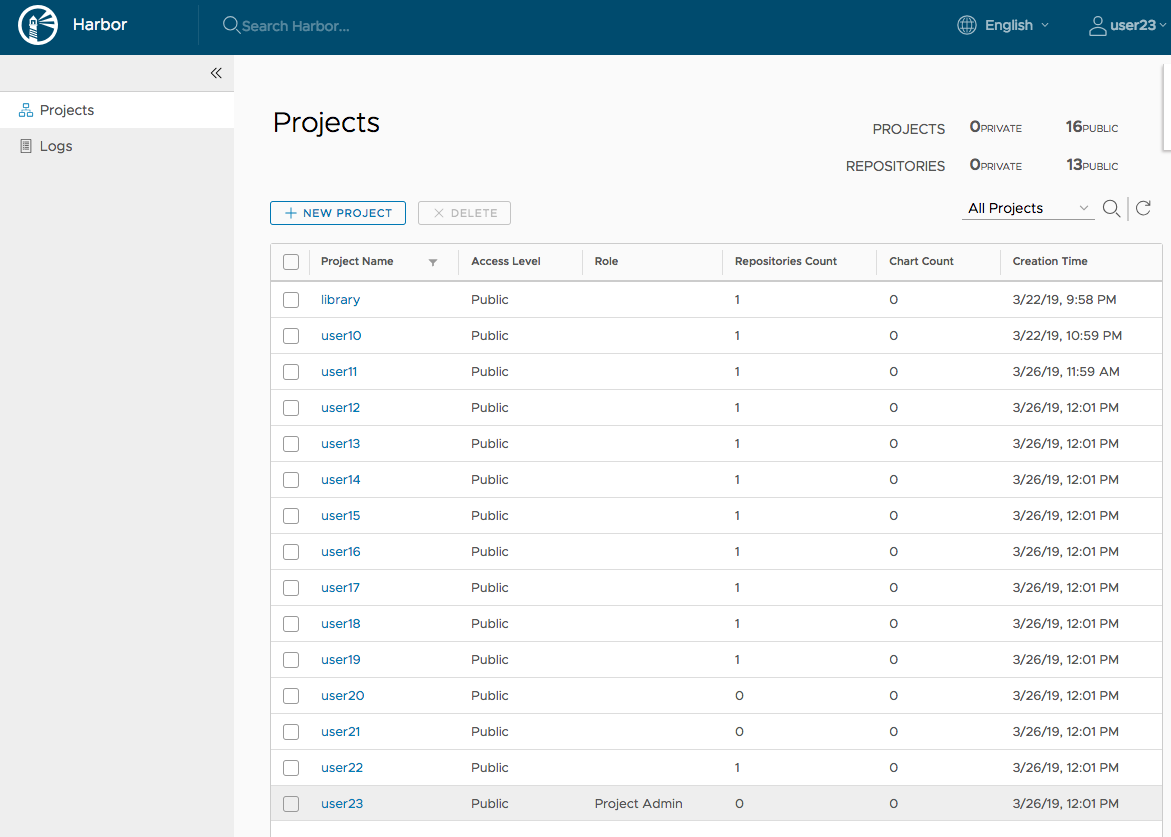 Harbor Search Harbor... English user23
Projects
Logs
Projects
PROJECTS 0PRIVATE 16PUBLIC
REPOSITORIES 0PRIVATE 13PUBLIC
NEW PROJECT DELETE All Projects
Project Name Access Level Role Repositories Count Chart Count Creation Time
library Public 1 0 3/22/19, 9:58 PM
user10 Public 1 0 3/22/19, 10:59 PM
user11 Public 1 0 3/26/19, 11:59 AM
user12 Public 1 0 3/26/19, 12:01 PM
user13 Public 1 0 3/26/19, 12:01 PM
user14 Public 1 0 3/26/19, 12:01 PM
user15 Public 1 0 3/26/19, 12:01 PM
user16 Public 1 0 3/26/19, 12:01 PM
user17 Public 1 0 3/26/19, 12:01 PM
user18 Public 1 0 3/26/19, 12:01 PM
user19 Public 1 0 3/26/19, 12:01 PM
user20 Public 0 0 3/26/19, 12:01 PM
user21 Public 0 0 3/26/19, 12:01 PM
user22 Public 1 0 3/26/19, 12:01 PM
user23 Public Project Admin 0 0 3/26/19, 12:01 PM